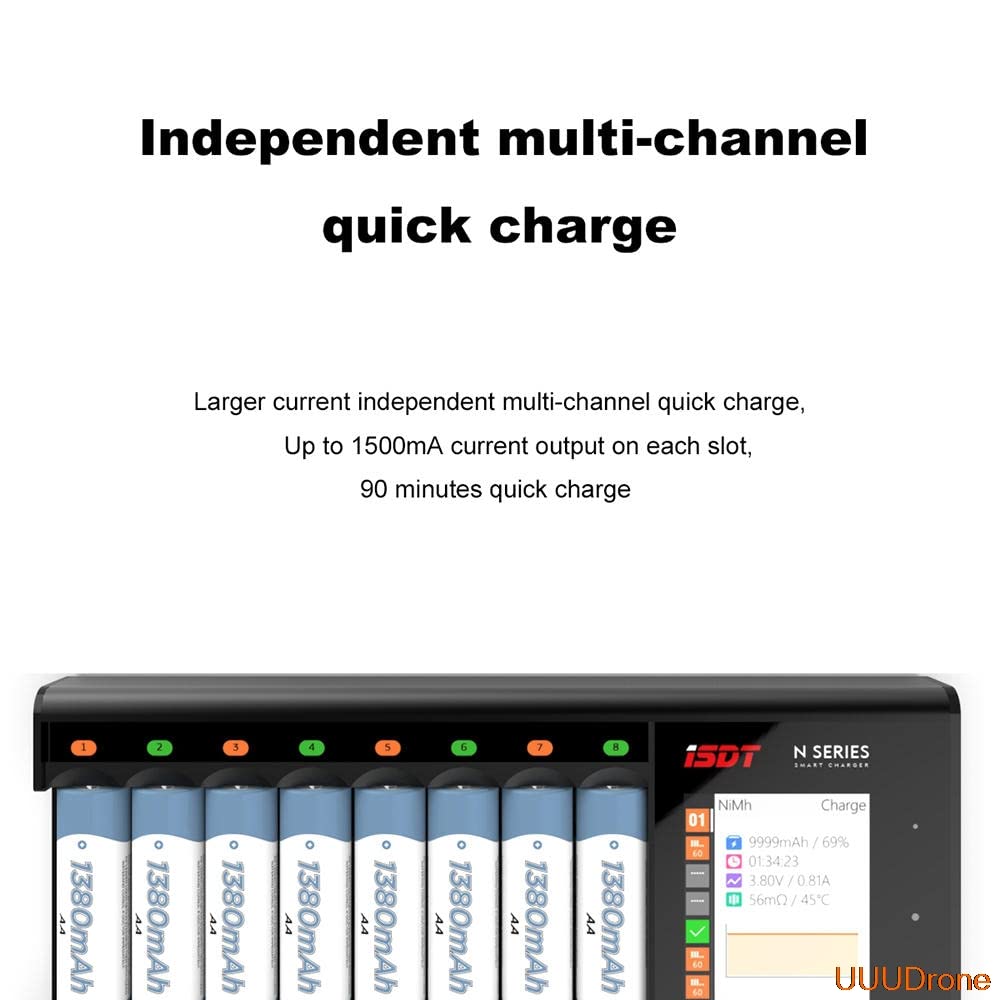 Independent multi-channel
quick charge
Larger current independent multi-channel quick charge,
Up to 1500mA current output on each slot,
90 minutes quick charge
1 2 3 4 5 6 7 8
iSDT N SERIES
SMART CHARGER
NiMh Charge
01
9999mAh / 69%
60
01:34:23
3.80V / 0.81A
56mΩ / 45°C
60
60
1380mAh 1380mAh 1380mAh 1380mAh 1380mAh 1380mAh 1380mAh 1380mAh
AA AA AA AA AA AA AA AA
UUUDrone